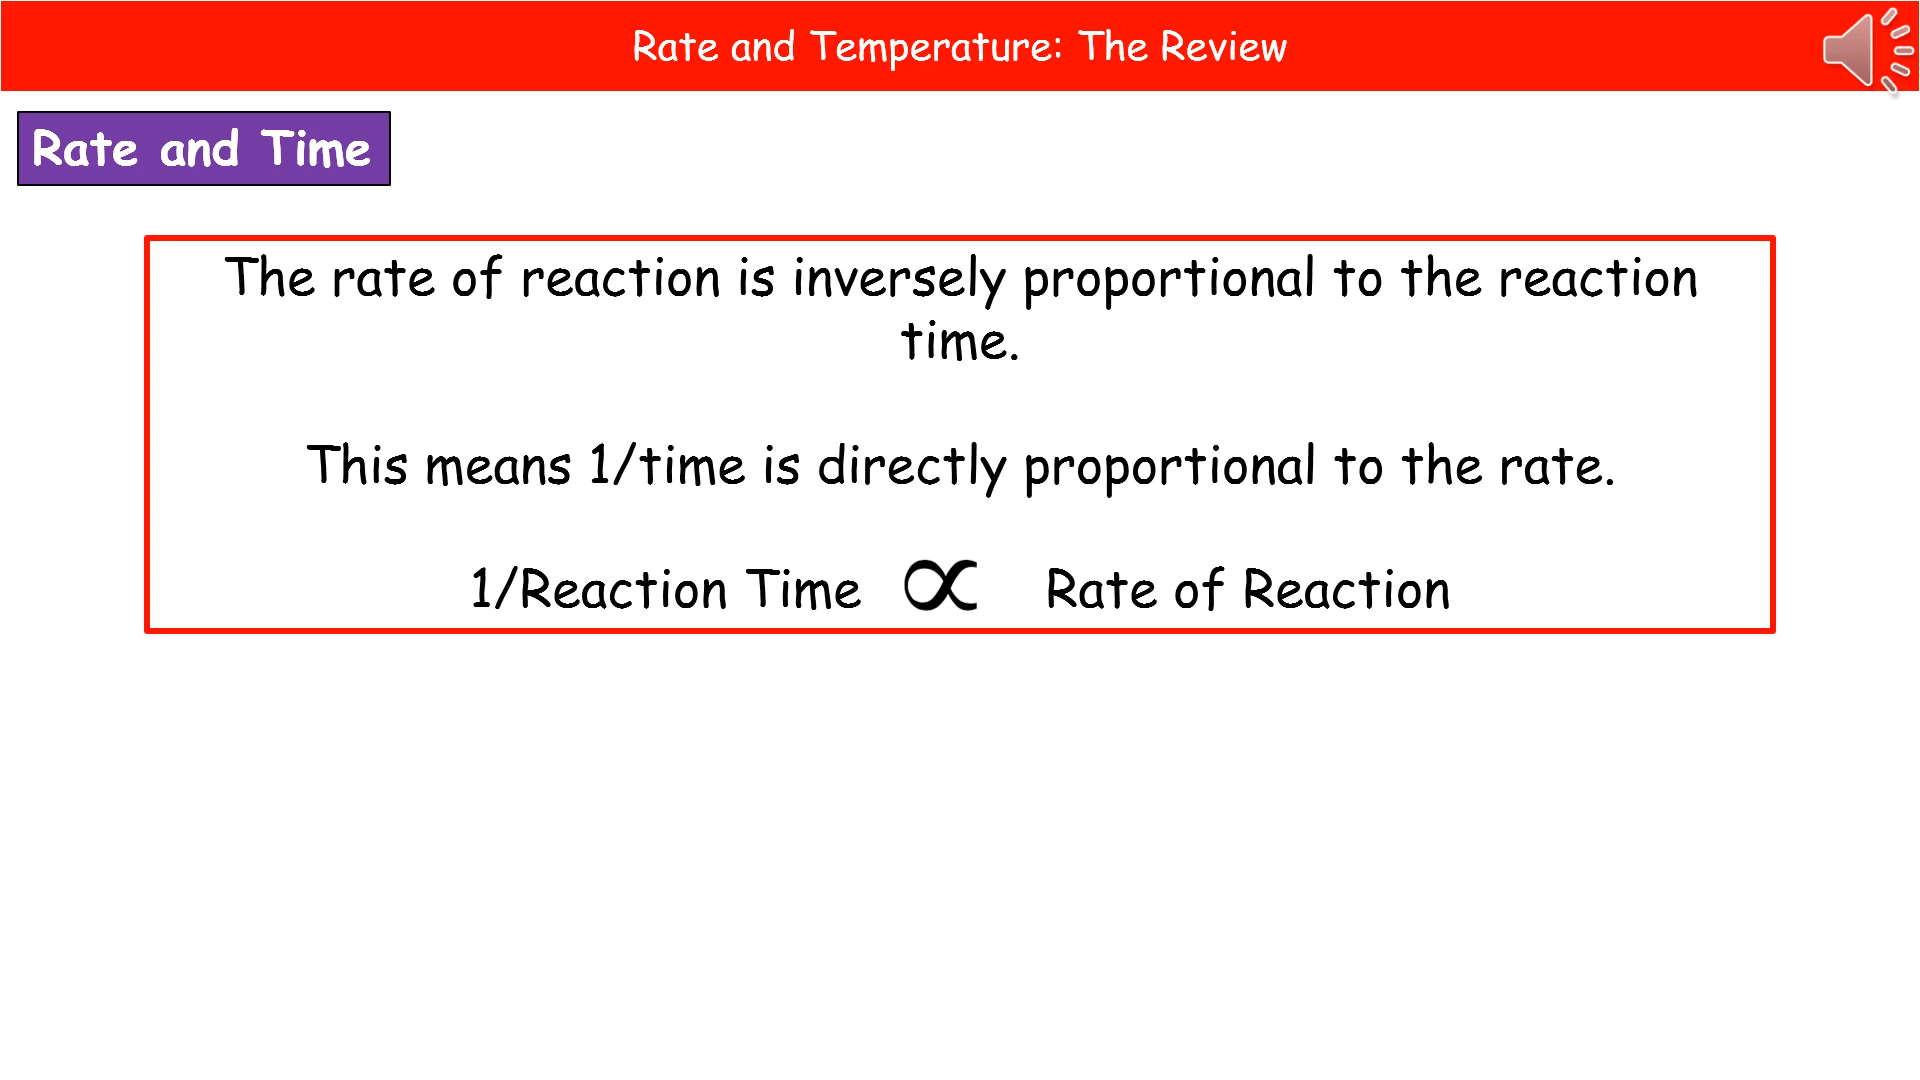 Rate and Temperature: The Review
Rate and Time
The rate of reaction is inversely proportional to the reaction
time.
This means 1/time is directly proportional to the rate.
1/Reaction Time ∝ Rate of Reaction